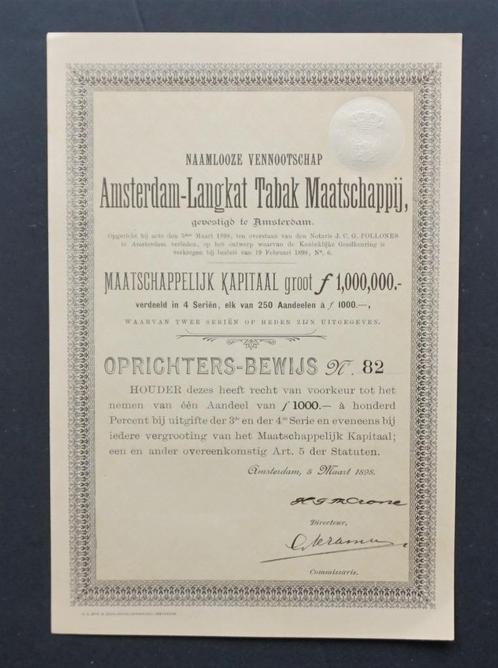 NAAMLOOZE VENNOOTSCHAP
Amsterdam-Langkat Tabak Maatschappij,
gevestigd te Amsterdam.
Opgericht bij acte den 5den Maart 1898, ten overstaan van den Notaris J. C. G. POLLONES
te Amsterdam verleden, op het ontwerp waarvan de Koninklijke Goedkeuring is
verkregen bij besluit van 19 Februari 1898, No. 6.
MAATSCHAPPELIJK KAPITAAL groot ƒ 1,000,000.-
verdeeld in 4 Seriën, elk van 250 Aandeelen à ƒ 1000.—,
WAARVAN TWEE SERIËN OP HEDEN ZIJN UITGEGEVEN.
OPRICHTERS-BEWIJS No. 82
HOUDER dezes heeft recht van voorkeur tot het
nemen van één Aandeel van ƒ 1000.— à honderd
Percent bij uitgifte der 3de en der 4de Serie en eveneens bij
iedere vergrooting van het Maatschappelijk Kapitaal;
een en ander overeenkomstig Art. 5 der Statuten.
Amsterdam, 5 Maart 1898.
Crone
Directeur,
Commissaris.